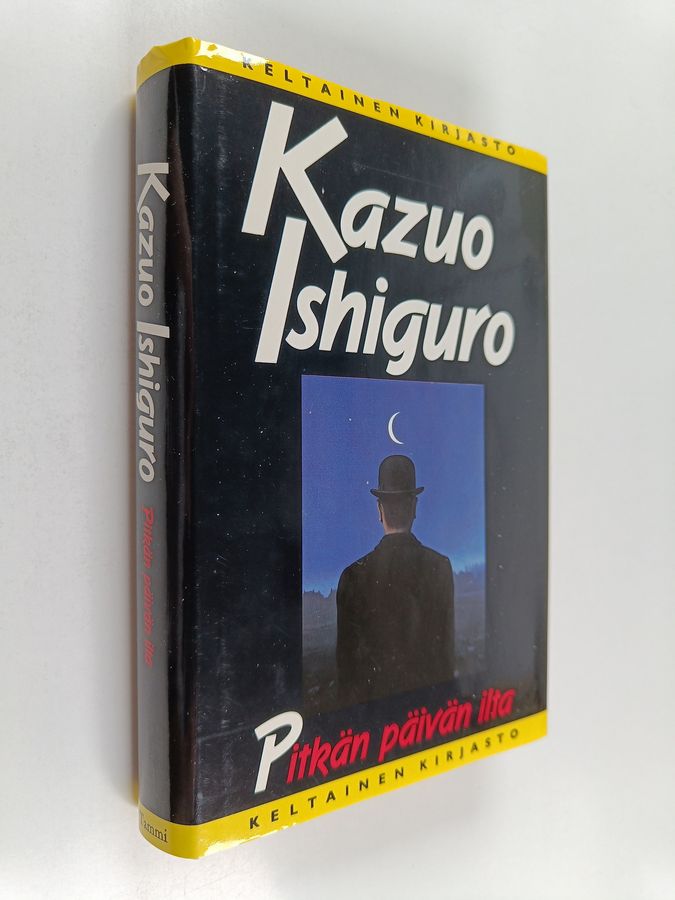 KELTAINEN KIRJASTO
Kazuo
Ishiguro
Pitkän päivän ilta
KELTAINEN KIRJASTO
Kazuo Ishiguro
Pitkän päivän ilta
Tammi